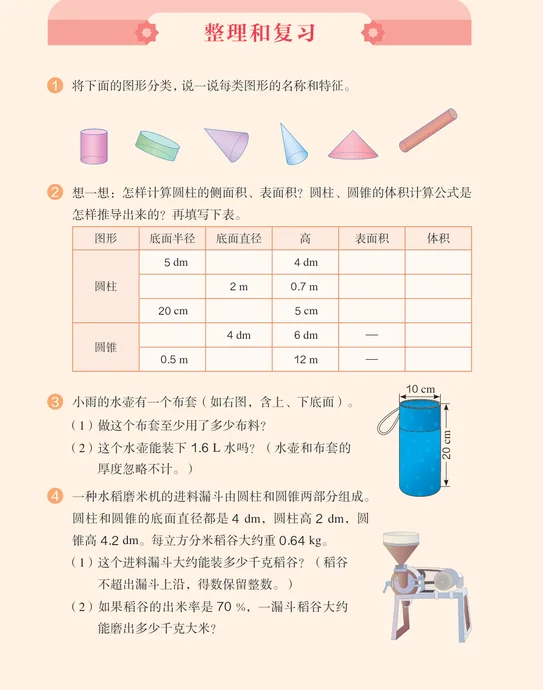 整理和复习
1 将下面的图形分类，说一说每类图形的名称和特征。
2 想一想：怎样计算圆柱的侧面积、表面积？圆柱、圆锥的体积计算公式是
怎样推导出来的？再填写下表。
图形 底面半径 底面直径 高 表面积 体积
圆柱 5 dm 4 dm
2 m 0.7 m
20 cm 5 cm
圆锥 4 dm 6 dm —
0.5 m 12 m —
3 小雨的水壶有一个布套（如右图，含上、下底面）。
（1）做这个布套至少用了多少布料？
（2）这个水壶能装下 1.6 L 水吗？（水壶和布套的
厚度忽略不计。）
10 cm
20 cm
4 一种水稻磨米机的进料漏斗由圆柱和圆锥两部分组成。
圆柱和圆锥的底面直径都是 4 dm，圆柱高 2 dm，圆
锥高 4.2 dm。每立方分米稻谷大约重 0.64 kg。
（1）这个进料漏斗大约能装多少千克稻谷？（稻谷
不超出漏斗上沿，得数保留整数。）
（2）如果稻谷的出米率是 70 %，一漏斗稻谷大约
能磨出多少千克大米？